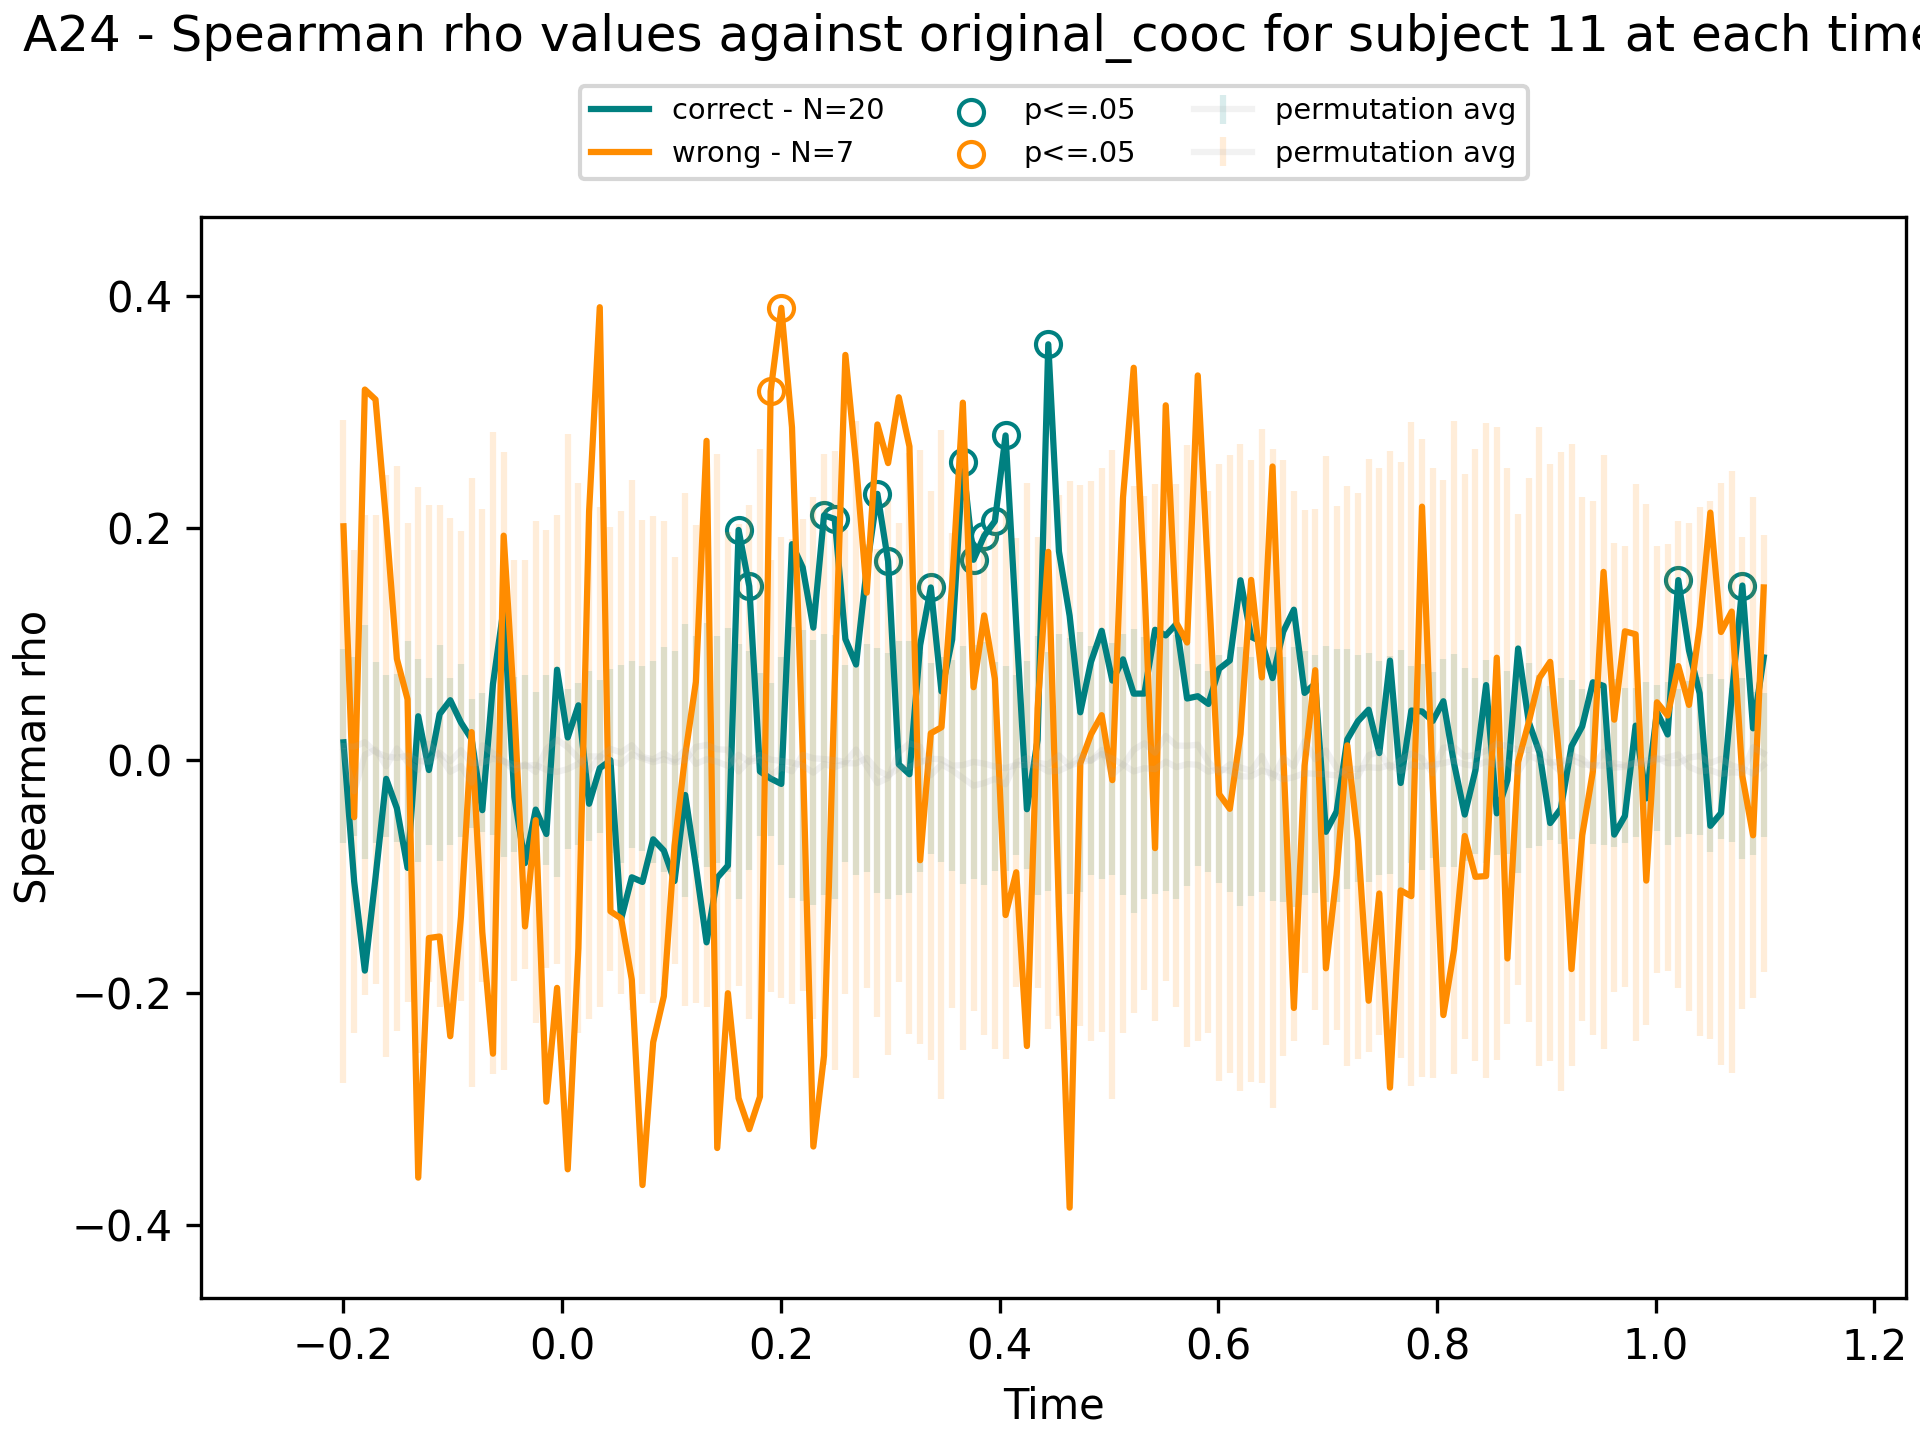 A24 - Spearman rho values against original_cooc for subject 11 at each time
correct - N=20 p<=.05 permutation avg
wrong - N=7 p<=.05 permutation avg
0.4
0.2
0.0
−0.2
−0.4
Spearman rho
−0.2 0.0 0.2 0.4 0.6 0.8 1.0 1.2
Time